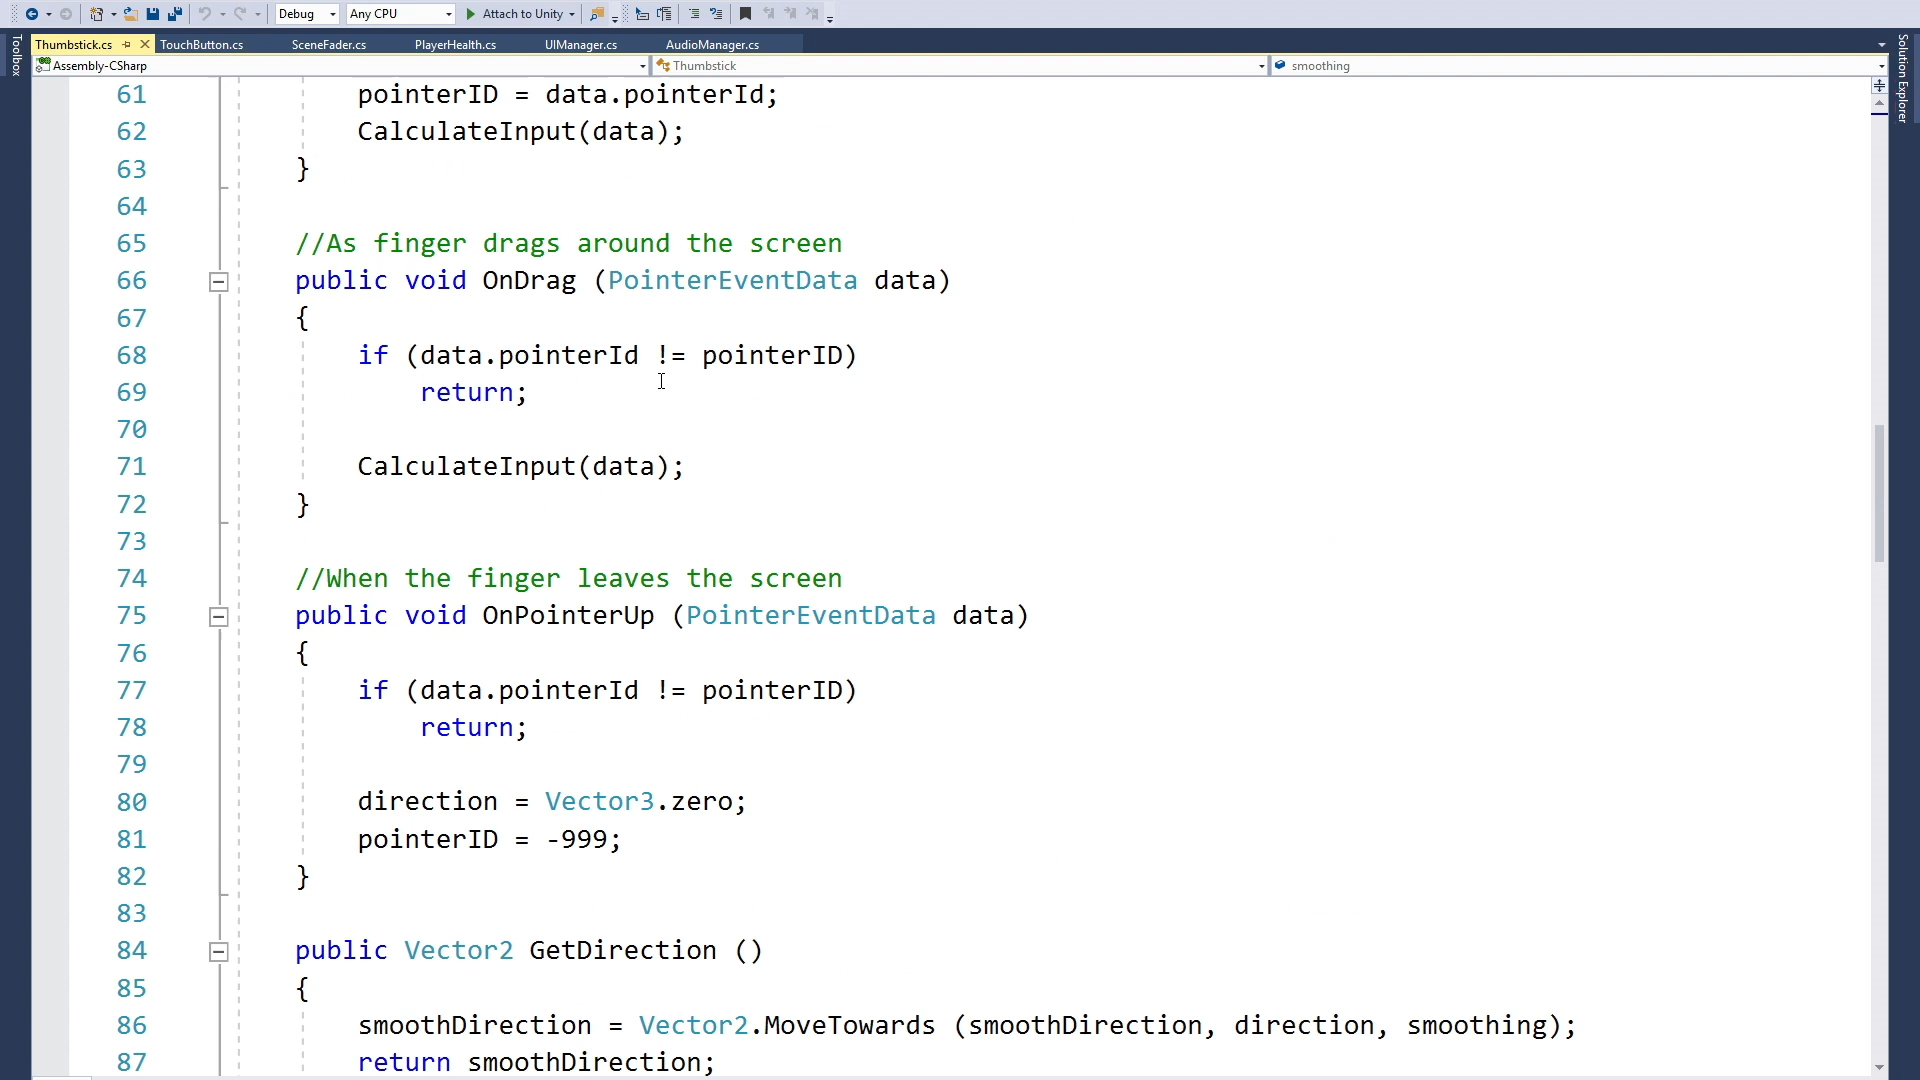 Debug
Any CPU
Attach to Unity
Toolbox
Thumbstick.cs
TouchButton.cs
SceneFader.cs
PlayerHealth.cs
UIManager.cs
AudioManager.cs
Solution Explorer
Assembly-CSharp
Thumbstick
smoothing
61 pointerID = data.pointerId;
62 CalculateInput(data);
63 }
64
65 //As finger drags around the screen
66 public void OnDrag (PointerEventData data)
67 {
68 if (data.pointerId != pointerID)
69 return;
70
71 CalculateInput(data);
72 }
73
74 //When the finger leaves the screen
75 public void OnPointerUp (PointerEventData data)
76 {
77 if (data.pointerId != pointerID)
78 return;
79
80 direction = Vector3.zero;
81 pointerID = -999;
82 }
83
84 public Vector2 GetDirection ()
85 {
86 smoothDirection = Vector2.MoveTowards (smoothDirection, direction, smoothing);
87 return smoothDirection;